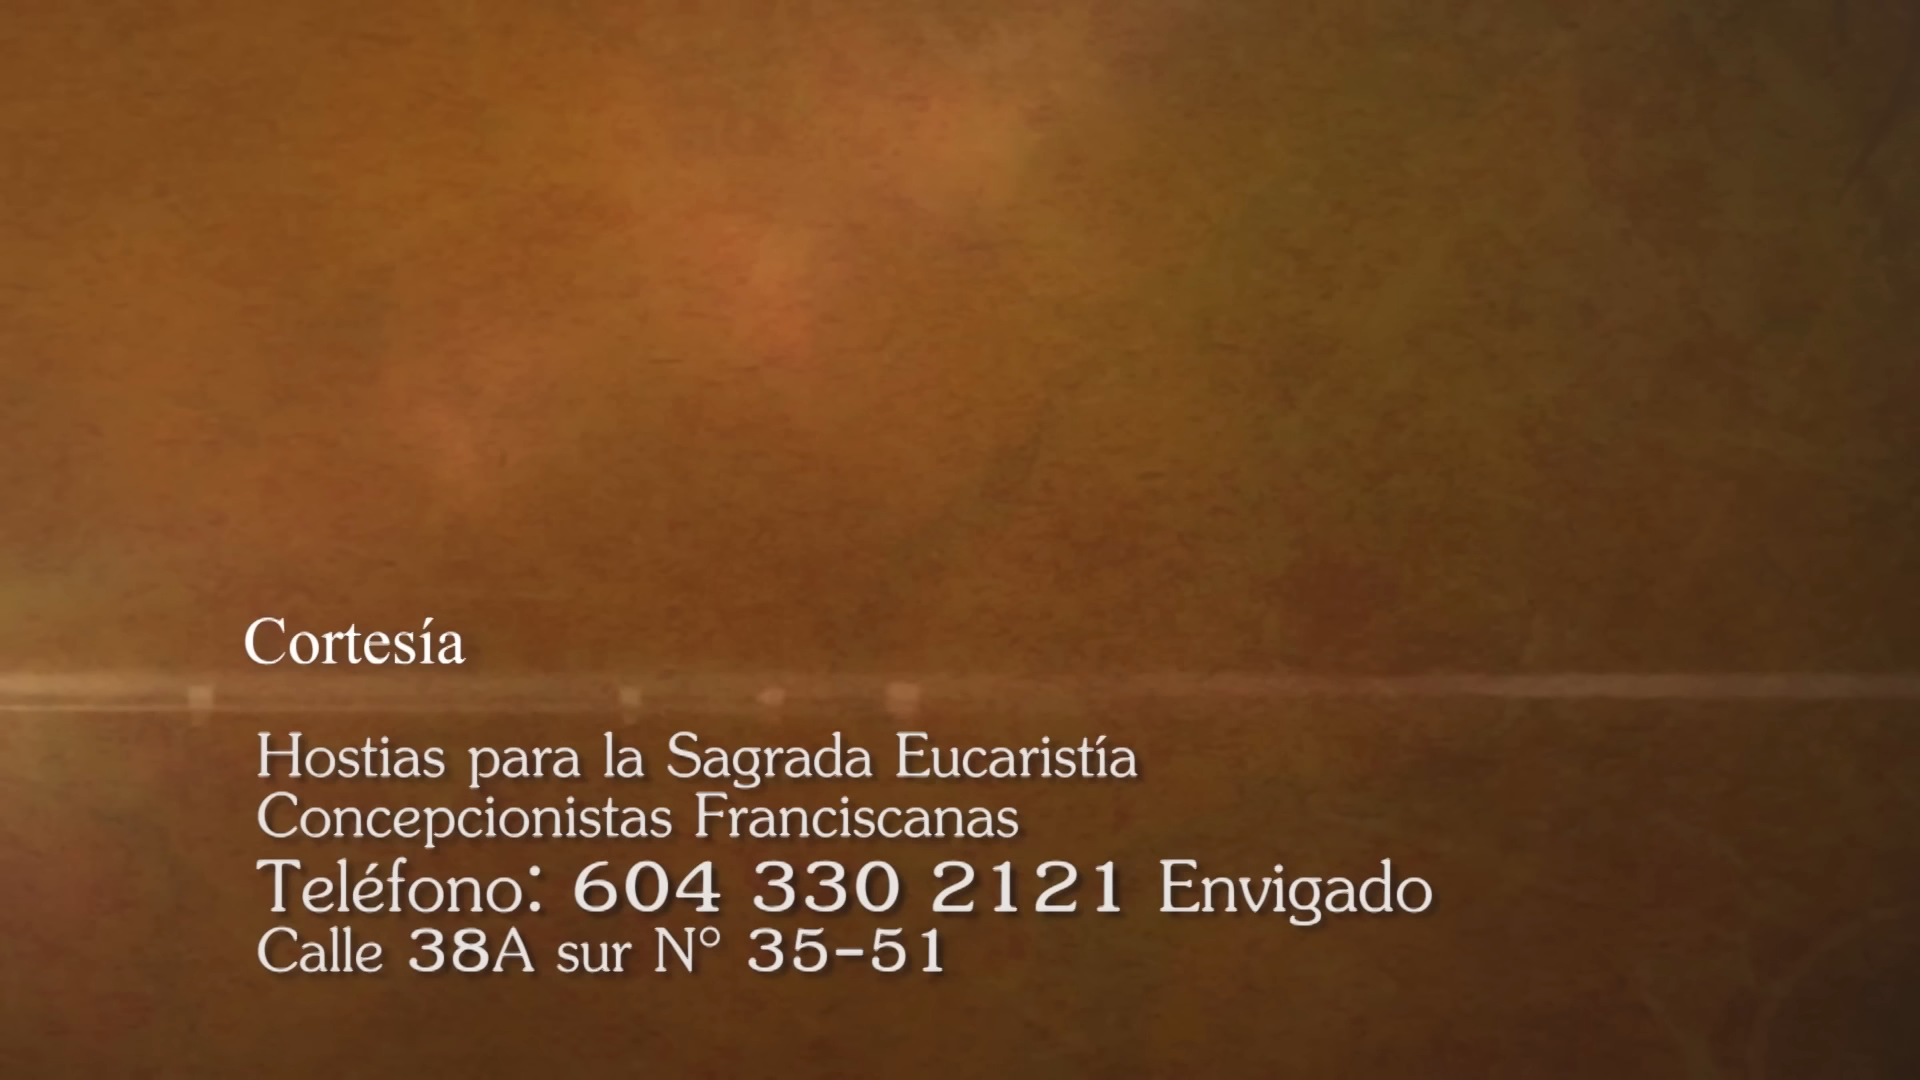 Cortesía
Hostias para la Sagrada Eucaristía
Concepcionistas Franciscanas
Teléfono: 604 330 2121 Envigado
Calle 38A sur N° 35-51